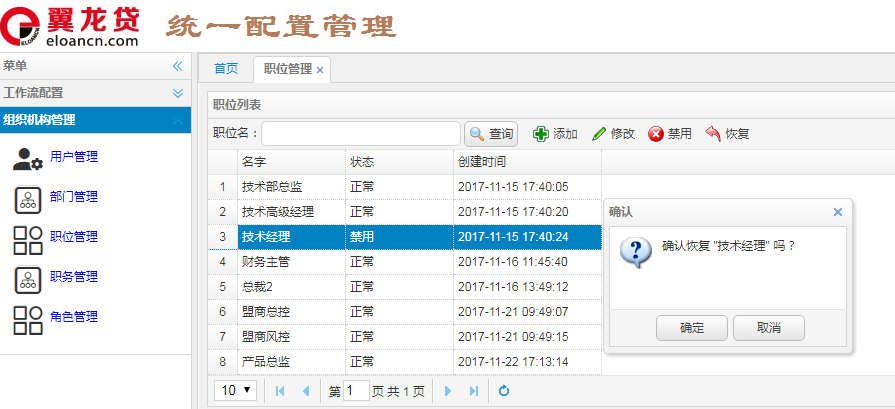 翼龙贷
eloancn.com
统一配置管理
菜单
工作流配置
组织机构管理
用户管理
部门管理
职位管理
职务管理
角色管理
首页 职位管理
职位列表
职位名： 查询 添加 修改 禁用 恢复
名字 状态 创建时间
1 技术部总监 正常 2017-11-15 17:40:05
2 技术高级经理 正常 2017-11-15 17:40:20
3 技术经理 禁用 2017-11-15 17:40:24
4 财务主管 正常 2017-11-16 11:45:40
5 总裁2 正常 2017-11-16 13:49:12
6 盟商总控 正常 2017-11-21 09:49:07
7 盟商风控 正常 2017-11-21 09:49:15
8 产品总监 正常 2017-11-22 17:13:14
10 第 1 页 共 1 页
确认
确认恢复 "技术经理" 吗？
确定 取消